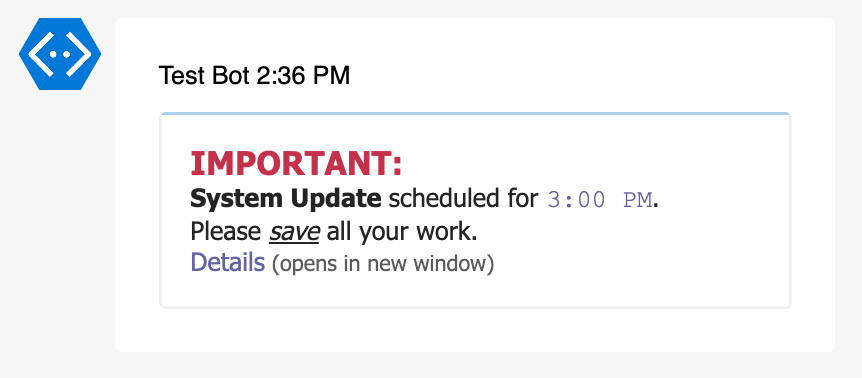 Test Bot 2:36 PM
IMPORTANT:
System Update scheduled for 3:00 PM.
Please save all your work.
Details (opens in new window)